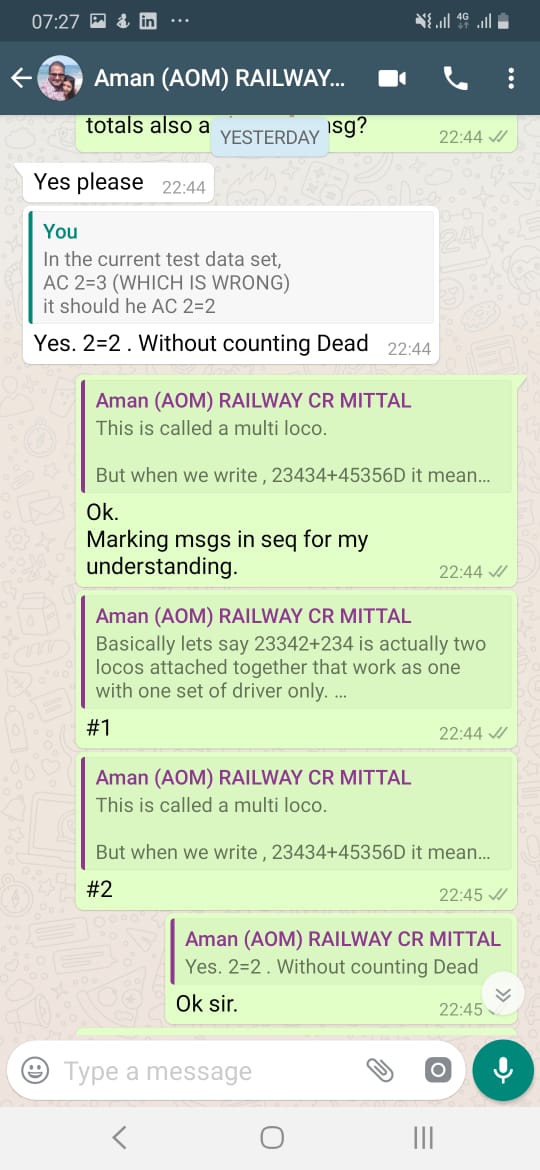 07:27
4G
Aman (AOM) RAILWAY...
totals also a
sg?
22:44
YESTERDAY
Yes please 22:44
You
In the current test data set,
AC 2=3 (WHICH IS WRONG)
it should he AC 2=2
Yes. 2=2 . Without counting Dead 22:44
Aman (AOM) RAILWAY CR MITTAL
This is called a multi loco.
But when we write , 23434+45356D it mean...
Ok.
Marking msgs in seq for my
understanding. 22:44
Aman (AOM) RAILWAY CR MITTAL
Basically lets say 23342+234 is actually two
locos attached together that work as one
with one set of driver only. ...
#1 22:44
Aman (AOM) RAILWAY CR MITTAL
This is called a multi loco.
But when we write , 23434+45356D it mean...
#2 22:45
Aman (AOM) RAILWAY CR MITTAL
Yes. 2=2 . Without counting Dead
Ok sir. 22:45
Type a message